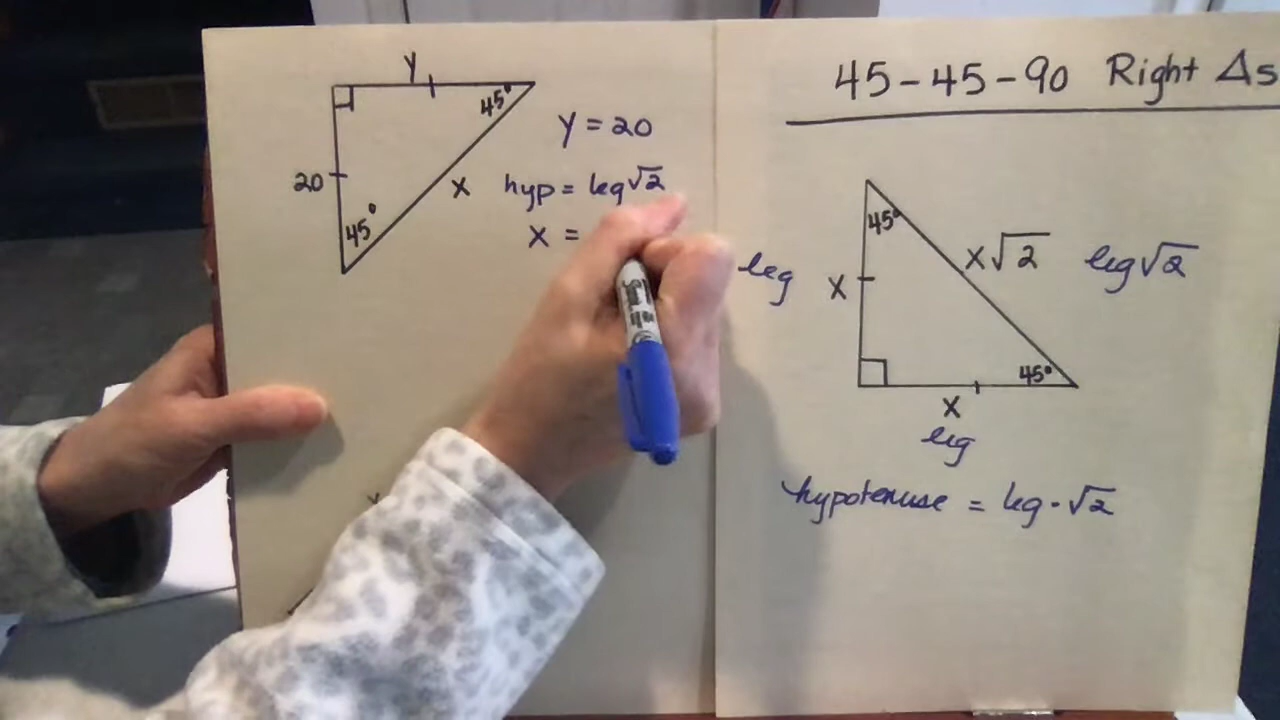 y
45°
20
45°
x
y = 20
hyp = leg√2
x =
45-45-90 Right Δs
45°
leg
x
x√2 leg√2
45°
x
leg
hypotenuse = leg · √2